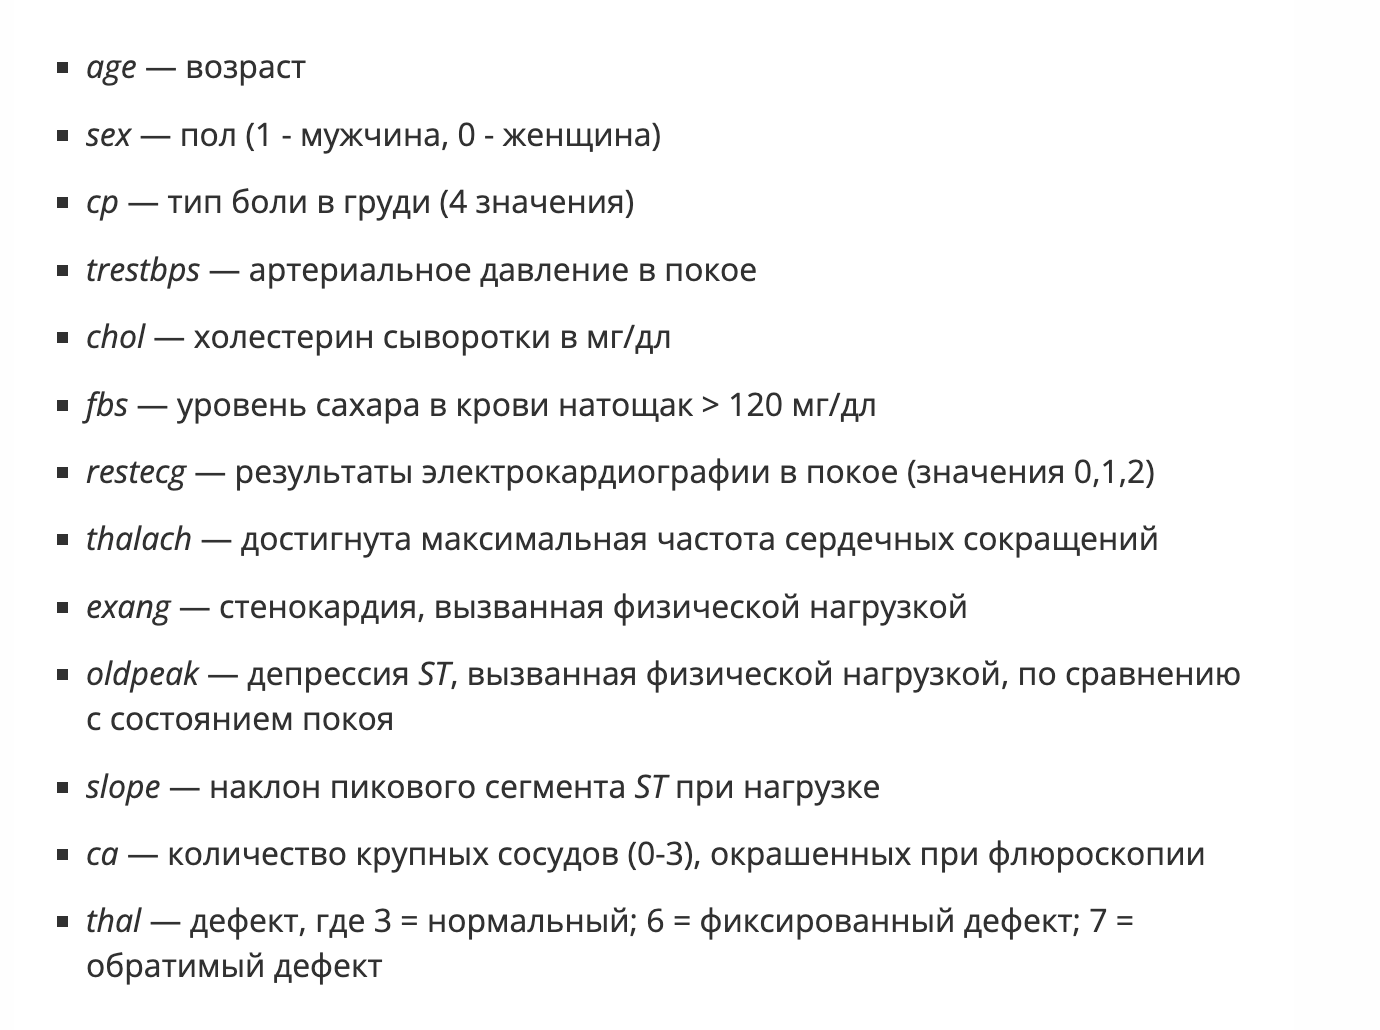 ▪ age — возраст
▪ sex — пол (1 - мужчина, 0 - женщина)
▪ cp — тип боли в груди (4 значения)
▪ trestbps — артериальное давление в покое
▪ chol — холестерин сыворотки в мг/дл
▪ fbs — уровень сахара в крови натощак > 120 мг/дл
▪ restecg — результаты электрокардиографии в покое (значения 0,1,2)
▪ thalach — достигнута максимальная частота сердечных сокращений
▪ exang — стенокардия, вызванная физической нагрузкой
▪ oldpeak — депрессия ST, вызванная физической нагрузкой, по сравнению
с состоянием покоя
▪ slope — наклон пикового сегмента ST при нагрузке
▪ ca — количество крупных сосудов (0-3), окрашенных при флюроскопии
▪ thal — дефект, где 3 = нормальный; 6 = фиксированный дефект; 7 =
обратимый дефект